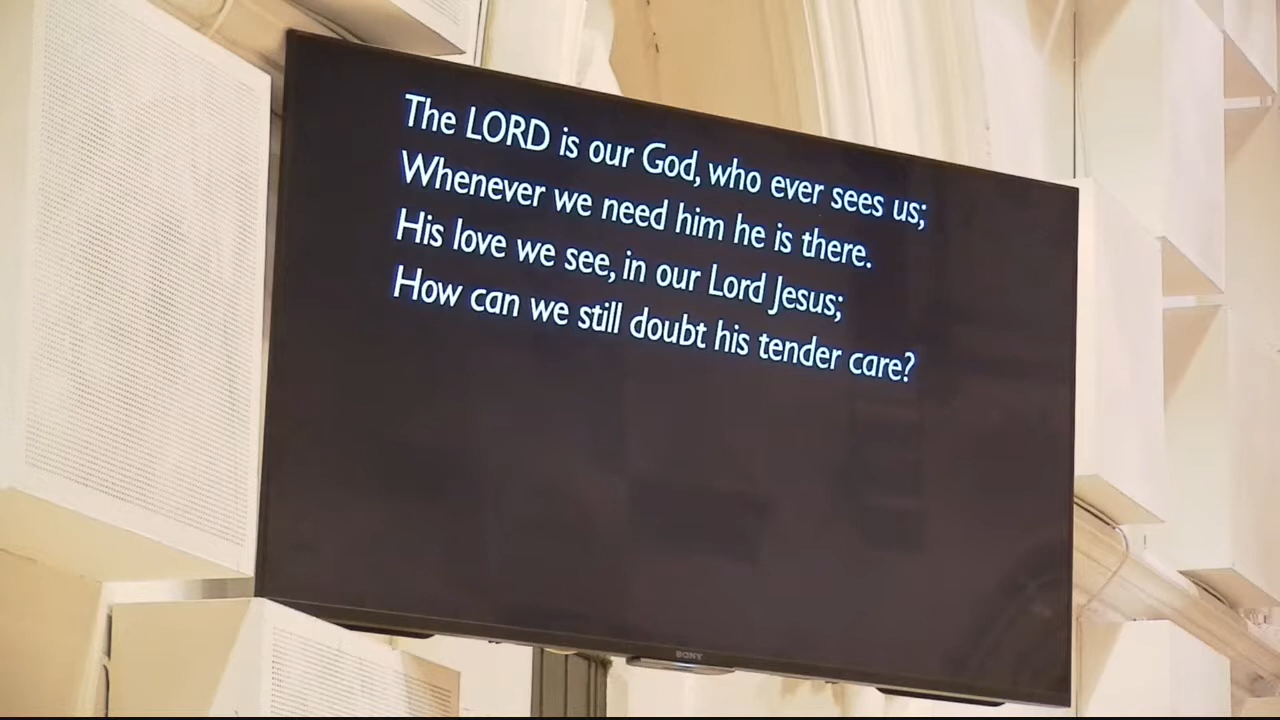 The LORD is our God, who ever sees us;
Whenever we need him he is there.
His love we see, in our Lord Jesus;
How can we still doubt his tender care?
SONY